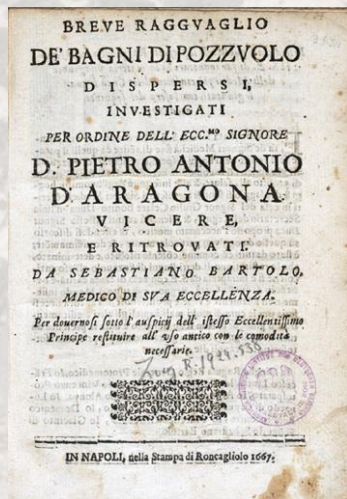 BREVE RAGGVAGLIO
DE' BAGNI DI POZZVOLO
DISPERSI,
INVESTIGATI
PER ORDINE DELL' ECC.MO SIGNORE
D. PIETRO ANTONIO
D'ARAGONA
VICERE,
E RITROVATI.
DA SEBASTIANO BARTOLO,
MEDICO DI SVA ECCELLENZA.
Per douernosi sotto l'auspicij dell' istesso Eccellentissimo
Principe restituire all' vso antico con le comodità
necessarie.
IN NAPOLI, nella Stampa di Roncagliolo 1667.